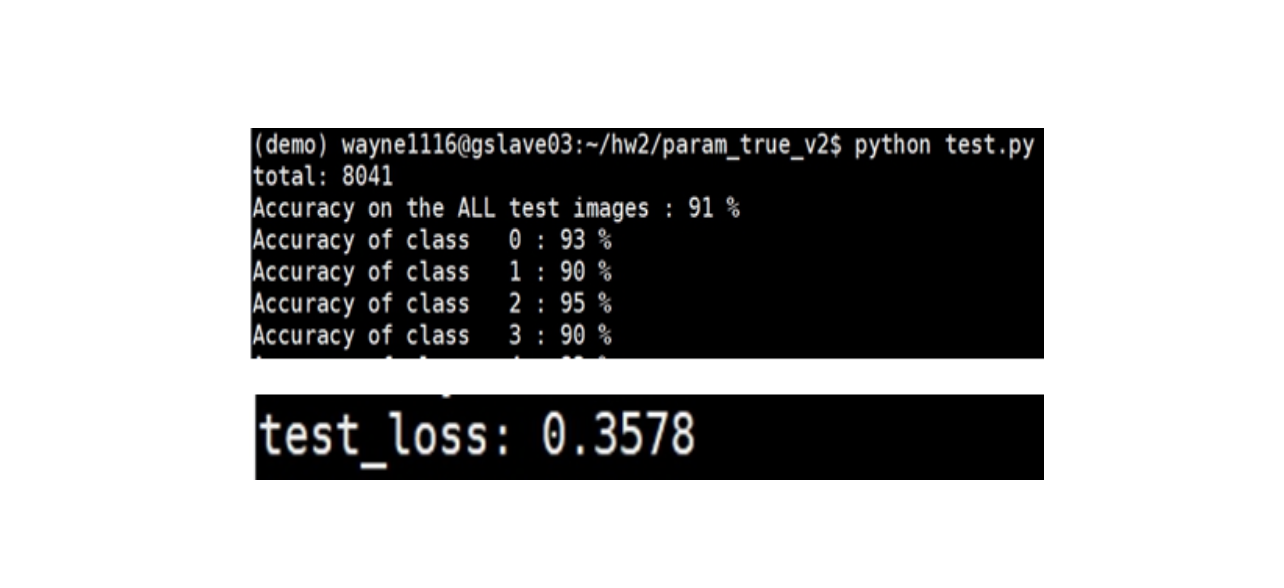 (demo) wayne1116@gslave03:~/hw2/param_true_v2$ python test.py
total: 8041
Accuracy on the ALL test images : 91 %
Accuracy of class   0 : 93 %
Accuracy of class   1 : 90 %
Accuracy of class   2 : 95 %
Accuracy of class   3 : 90 %
test_loss: 0.3578